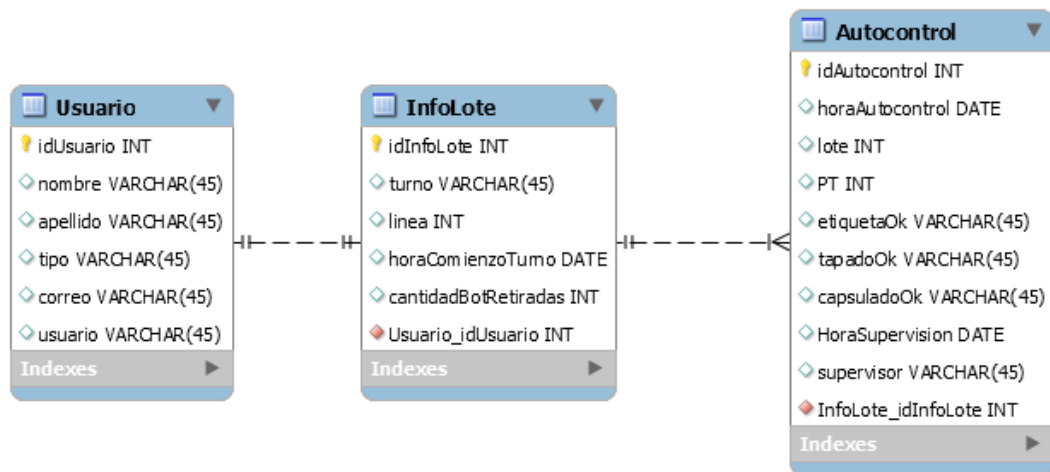 Usuario
idUsuario INT
nombre VARCHAR(45)
apellido VARCHAR(45)
tipo VARCHAR(45)
correo VARCHAR(45)
usuario VARCHAR(45)
Indexes
InfoLote
idInfoLote INT
turno VARCHAR(45)
linea INT
horaComienzoTurno DATE
cantidadBotRetiradas INT
Usuario_idUsuario INT
Indexes
Autocontrol
idAutocontrol INT
horaAutocontrol DATE
lote INT
PT INT
etiquetaOk VARCHAR(45)
tapadoOk VARCHAR(45)
capsuladoOk VARCHAR(45)
HoraSupervision DATE
supervisor VARCHAR(45)
InfoLote_idInfoLote INT
Indexes